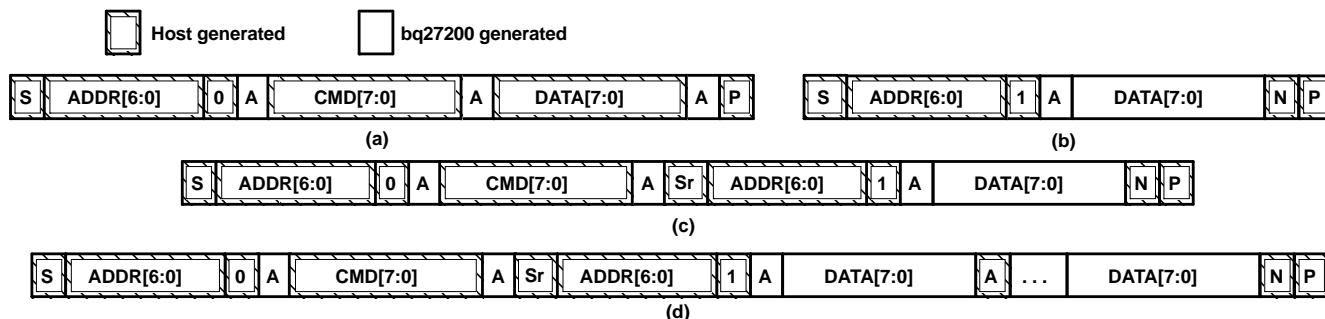 Host generated bq27200 generated
S ADDR[6:0] 0 A CMD[7:0] A DATA[7:0] A P S ADDR[6:0] 1 A DATA[7:0] N P
(a) (b)
S ADDR[6:0] 0 A CMD[7:0] A Sr ADDR[6:0] 1 A DATA[7:0] N P
(c)
S ADDR[6:0] 0 A CMD[7:0] A Sr ADDR[6:0] 1 A DATA[7:0] A . . . DATA[7:0] N P
(d)